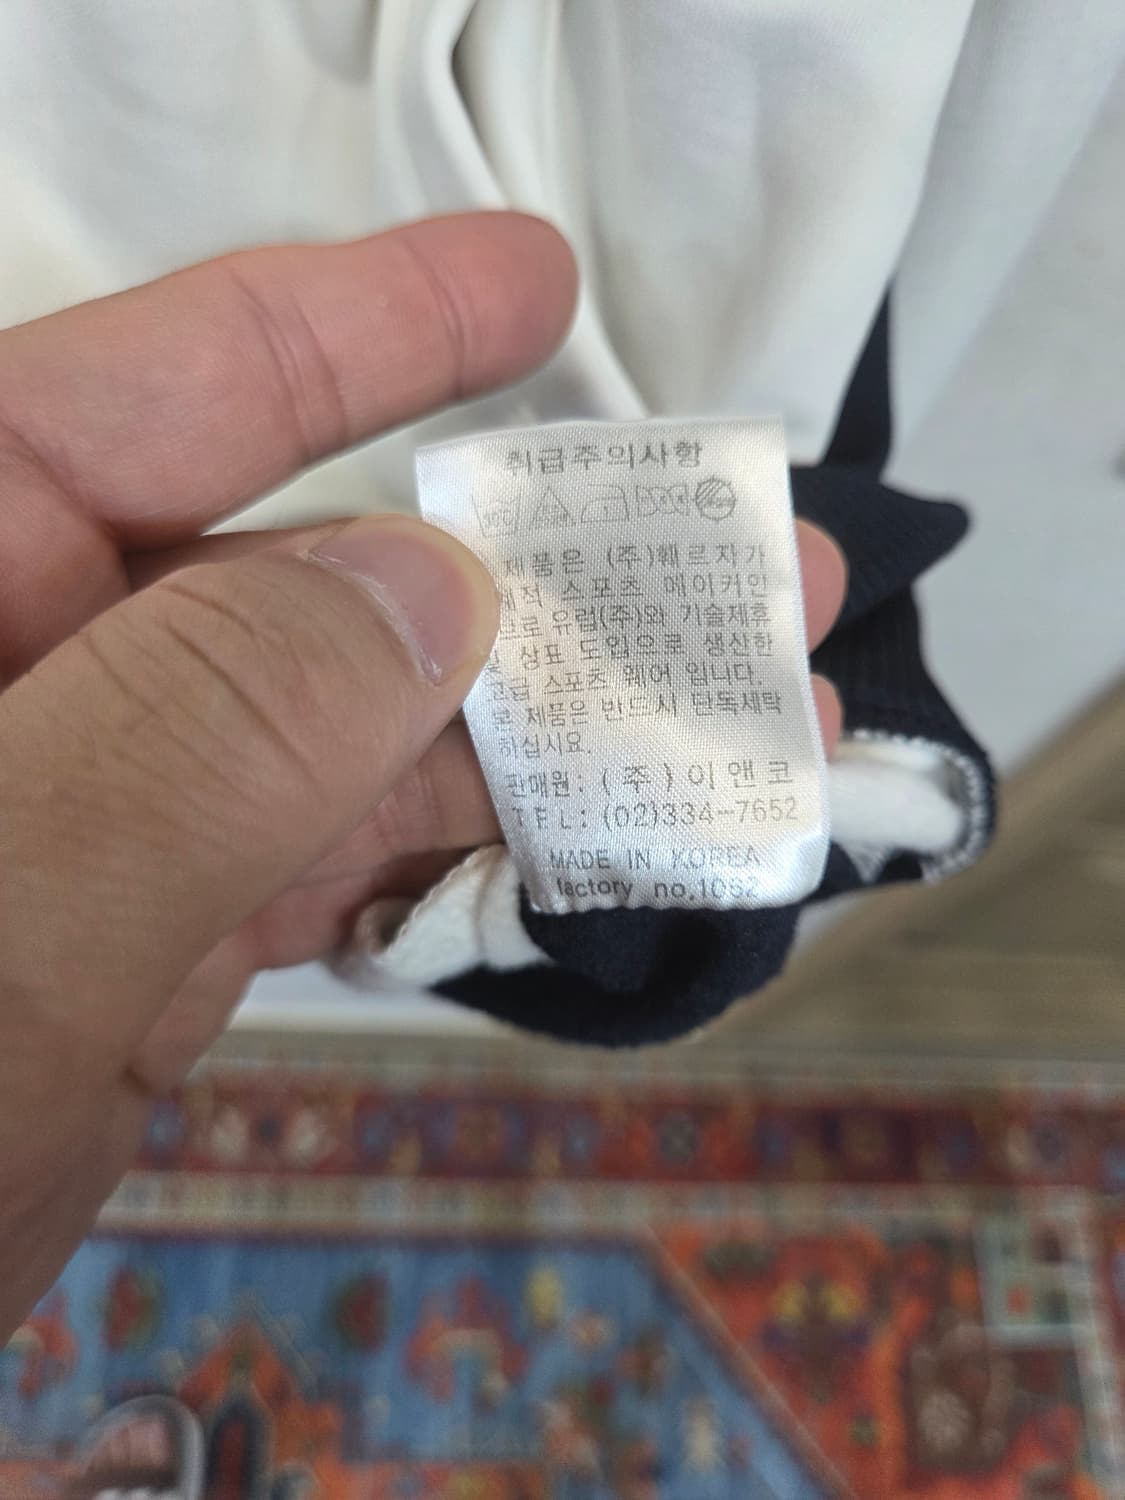 취급주의사항
제품은 (주)훼르자가
스포츠 메이커인
유럽(주)와 기술제휴
상표 도입으로 생산한
고급 스포츠 웨어 입니다.
본 제품은 반드시 단독세탁
하십시요.
판매원: (주) 이앤코
TEL: (02)334-7652
MADE IN KOREA
factory no.1062